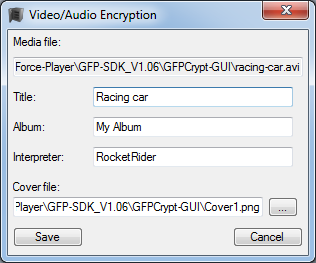 Video/Audio Encryption
Media file:
Force-Player\GFP-SDK_V1.06\GFPCrypt-GUI\racing-car.avi
Title:
Racing car
Album:
My Album
Interpreter:
RocketRider
Cover file:
Player\GFP-SDK_V1.06\GFPCrypt-GUI\Cover1.png
...
Save
Cancel